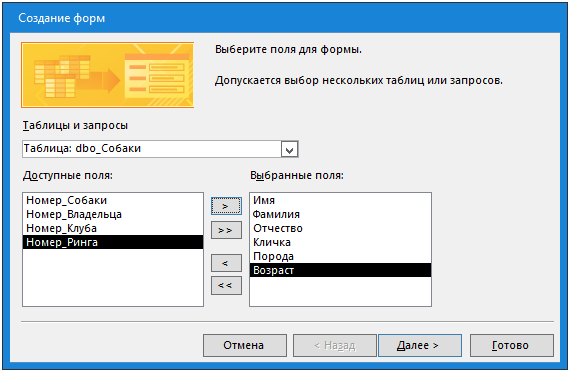 Создание форм
Выберите поля для формы.
Допускается выбор нескольких таблиц или запросов.
Таблицы и запросы
Таблица: dbo_Собаки
Доступные поля:
Выбранные поля:
Номер_Собаки
Номер_Владельца
Номер_Клуба
Номер_Ринга
>
>>
<
<<
Имя
Фамилия
Отчество
Кличка
Порода
Возраст
Отмена
< Назад
Далее >
Готово